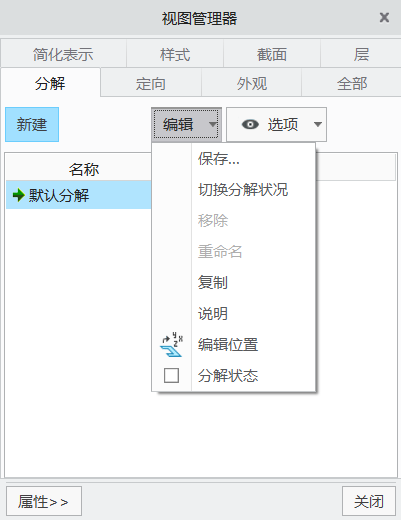 视图管理器
简化表示 样式 截面 层
分解 定向 外观 全部
新建 编辑 选项
名称
默认分解
保存...
切换分解状况
移除
重命名
复制
说明
编辑位置
分解状态
属性>>
关闭